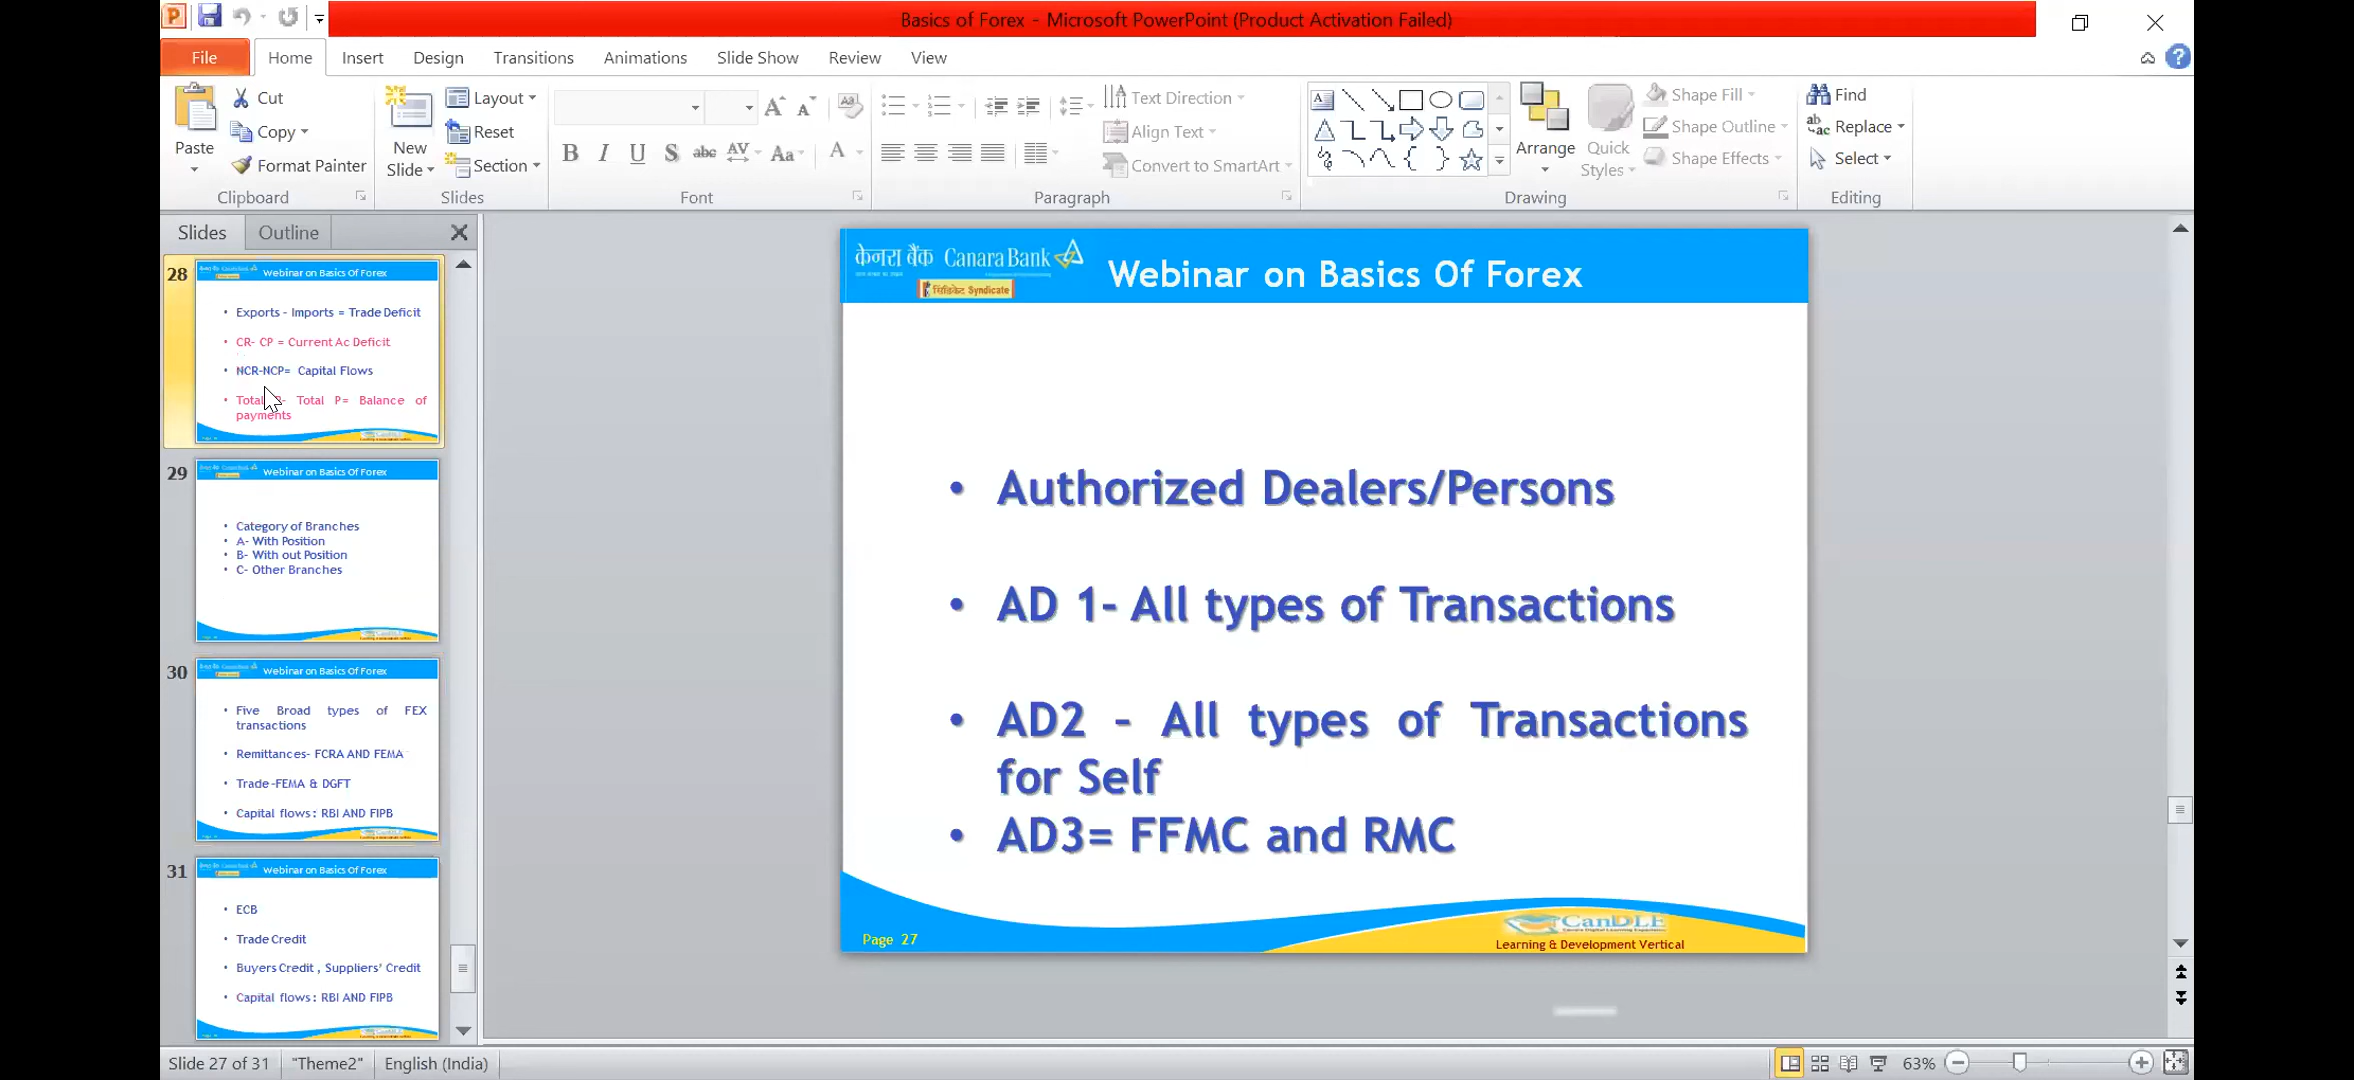 Basics of Forex - Microsoft PowerPoint (Product Activation Failed)
File Home Insert Design Transitions Animations Slide Show Review View
Paste
Cut
Copy
Format Painter
Clipboard
New
Slide
Layout
Reset
Section
Slides
Font
Text Direction
Align Text
Convert to SmartArt
Paragraph
Arrange
Quick
Styles
Shape Fill
Shape Outline
Shape Effects
Drawing
Find
Replace
Select
Editing
Slides Outline
28
Webinar on Basics Of Forex
• Exports - Imports = Trade Deficit
• CR- CP = Current Ac Deficit
• NCR-NCP= Capital Flows
• Total R- Total P= Balance of
payments
29
Webinar on Basics Of Forex
• Category of Branches
• A- With Position
• B- With out Position
• C- Other Branches
30
Webinar on Basics Of Forex
• Five Broad types of FEX
transactions
• Remittances- FCRA AND FEMA
• Trade -FEMA & DGFT
• Capital flows: RBI AND FIPB
31
Webinar on Basics Of Forex
• ECB
• Trade Credit
• Buyers Credit , Suppliers' Credit
• Capital flows: RBI AND FIPB
केनरा बैंक Canara Bank
सिंडिकेट Syndicate
Webinar on Basics Of Forex
• Authorized Dealers/Persons
• AD 1- All types of Transactions
• AD2 - All types of Transactions
for Self
• AD3= FFMC and RMC
Page 27
CanDLE
Learning & Development Vertical
Slide 27 of 31 "Theme2" English (India) 63%